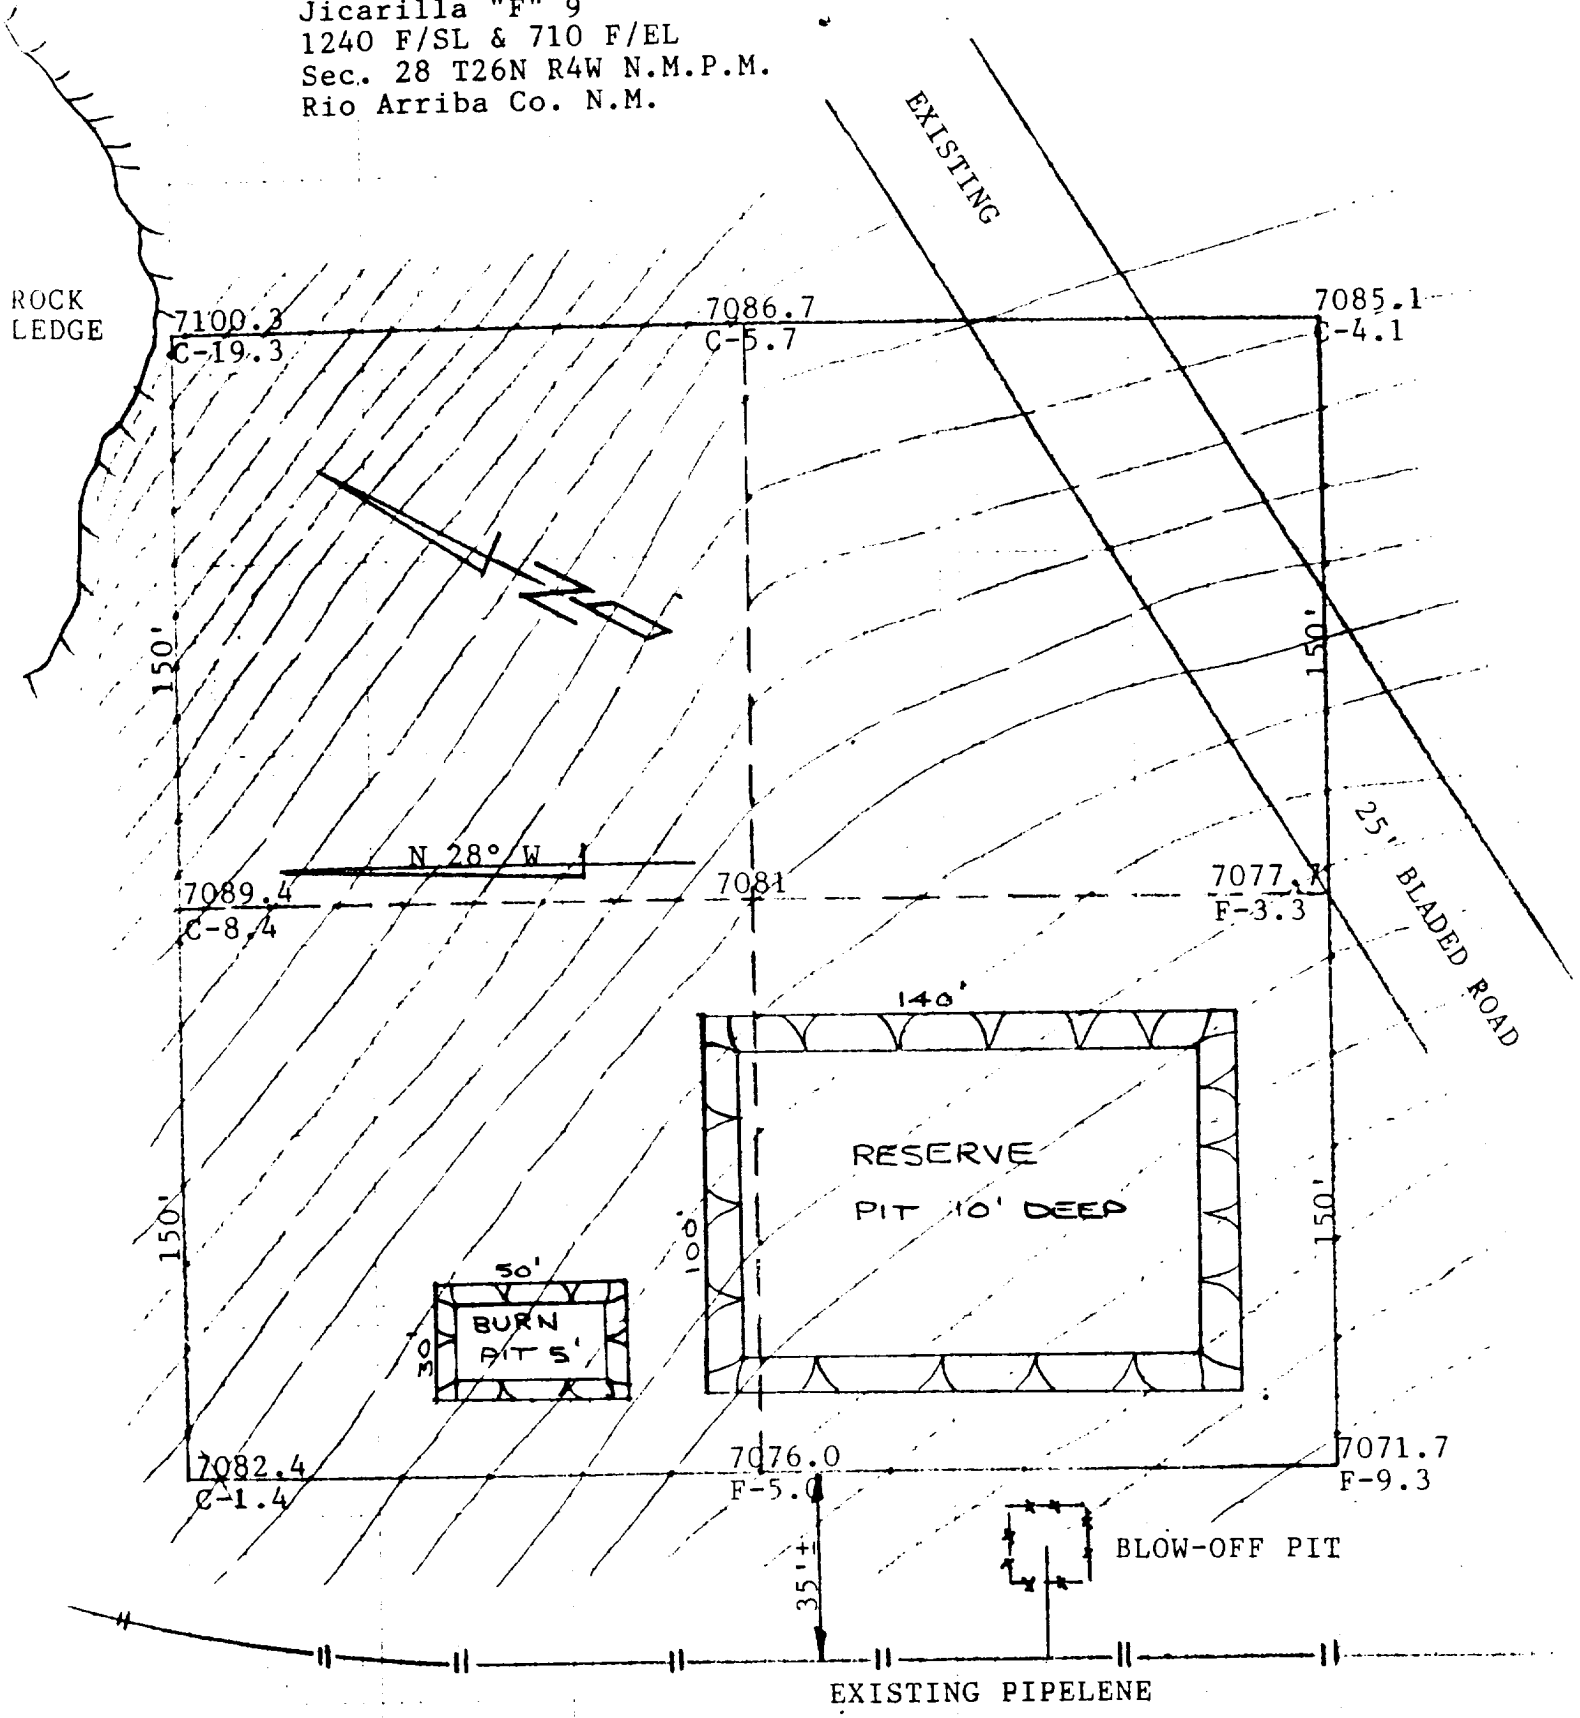 Jicarilla "F" 9
1240 F/SL & 710 F/EL
Sec. 28 T26N R4W N.M.P.M.
Rio Arriba Co. N.M.
EXISTING
ROCK
LEDGE
7100.3
C-19.3
7086.7
C-5.7
7085.1
C-4.1
150'
150'
N 28° W
7089.4
C-8.4
7081
7077.7
F-3.3
25' BLADED ROAD
140'
RESERVE
PIT 10' DEEP
100'
150'
150'
50'
BURN
PIT 5'
30'
7082.4
C-1.4
7076.0
F-5.0
7071.7
F-9.3
35'±
BLOW-OFF PIT
EXISTING PIPELENE